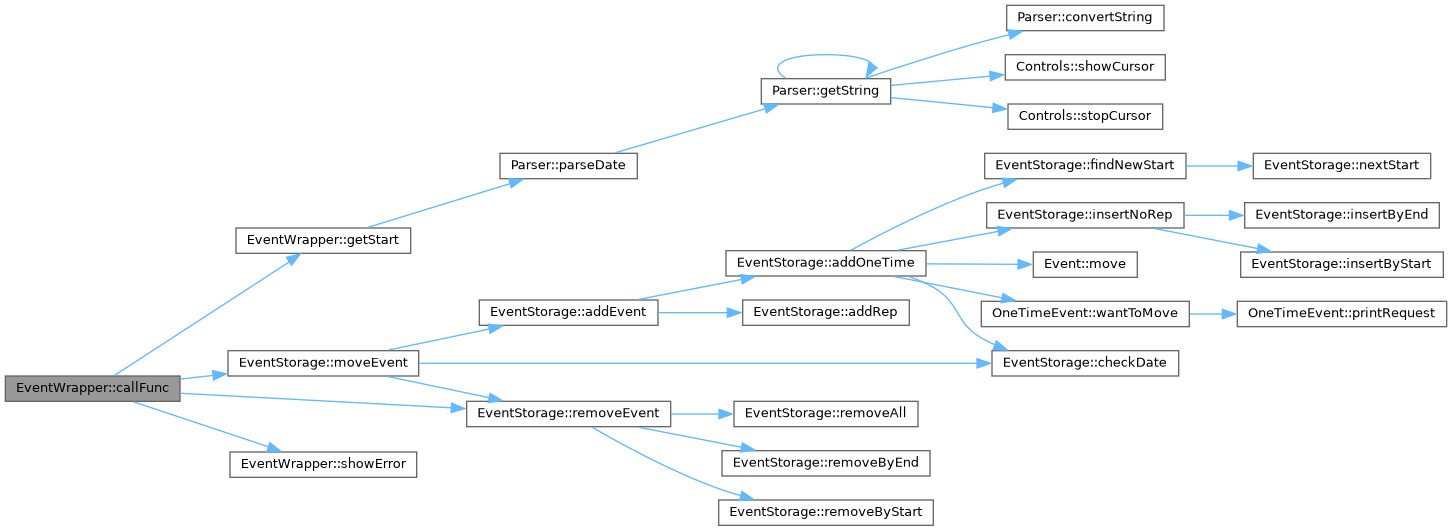 Parser::convertString
Controls::showCursor
Parser::getString
Controls::stopCursor
Parser::parseDate
EventStorage::findNewStart
EventStorage::nextStart
EventStorage::insertNoRep
EventStorage::insertByEnd
EventWrapper::getStart
EventStorage::addOneTime
Event::move
EventStorage::insertByStart
EventStorage::addEvent
EventStorage::addRep
OneTimeEvent::wantToMove
OneTimeEvent::printRequest
EventStorage::moveEvent
EventStorage::checkDate
EventWrapper::callFunc
EventStorage::removeEvent
EventStorage::removeAll
EventWrapper::showError
EventStorage::removeByEnd
EventStorage::removeByStart